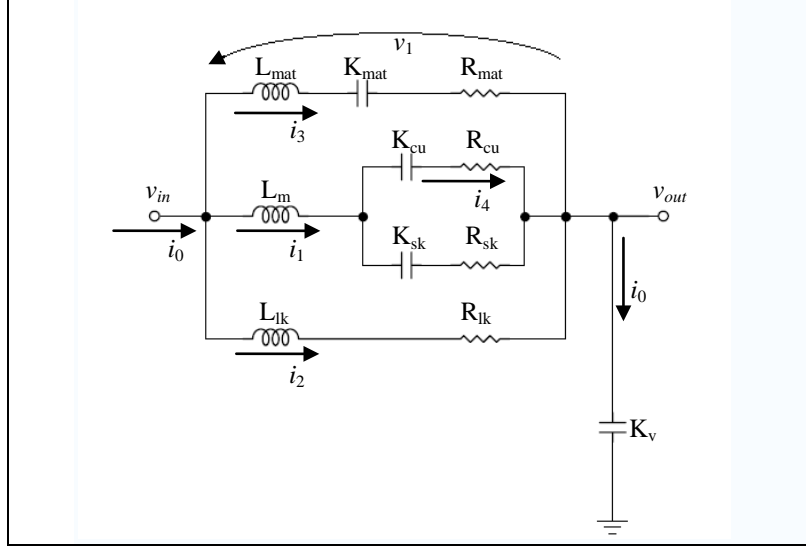 v1
Lmat Kmat Rmat
i3
Kcu Rcu
i4
vin Lm vout
i0 i1 Ksk Rsk
i0
Llk Rlk
i2
Kv